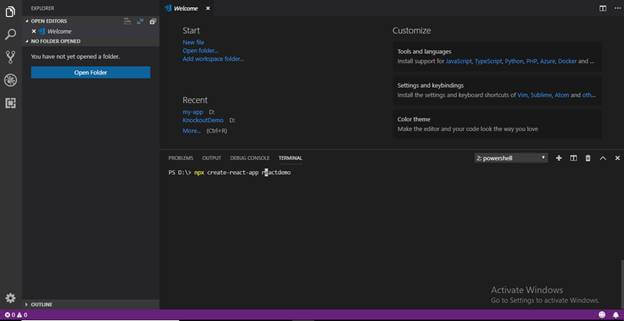 EXPLORER
OPEN EDITORS
Welcome
NO FOLDER OPENED
You have not yet opened a folder.
Open Folder
OUTLINE
Welcome
Start
New file
Open folder...
Add workspace folder...
Recent
my-app D:
KnockoutDemo D:
More... (Ctrl+R)
Customize
Tools and languages
Install support for JavaScript, TypeScript, Python, PHP, Azure, Docker and ...
Settings and keybindings
Install the settings and keyboard shortcuts of Vim, Sublime, Atom and oth...
Color theme
Make the editor and your code look the way you love
PROBLEMS OUTPUT DEBUG CONSOLE TERMINAL
2: powershell
PS D:\> npx create-react-app reactdemo
Activate Windows
Go to Settings to activate Windows.
0 0